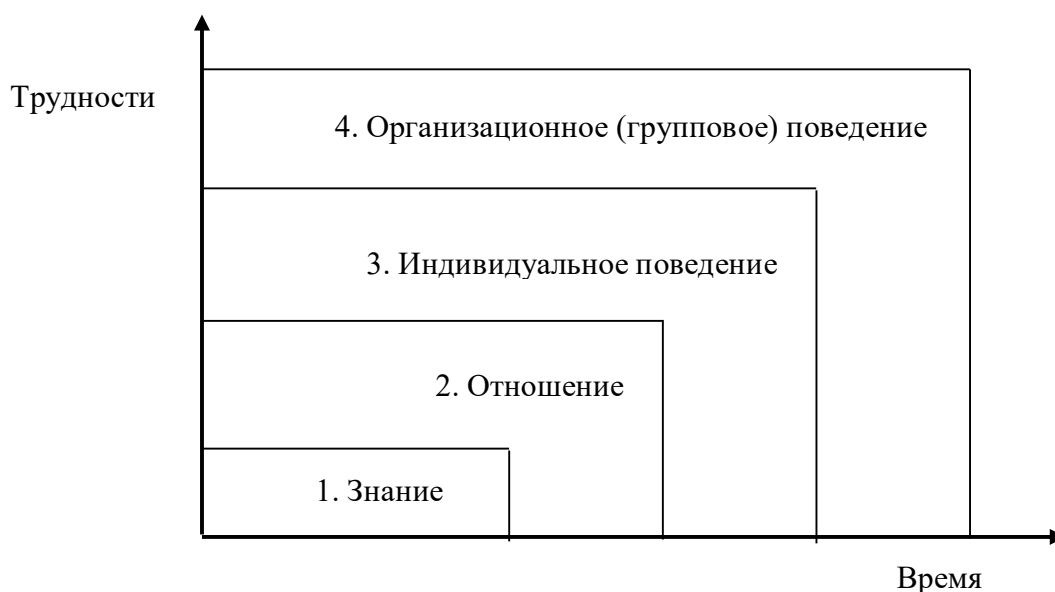 Трудности
4. Организационное (групповое) поведение
3. Индивидуальное поведение
2. Отношение
1. Знание
Время